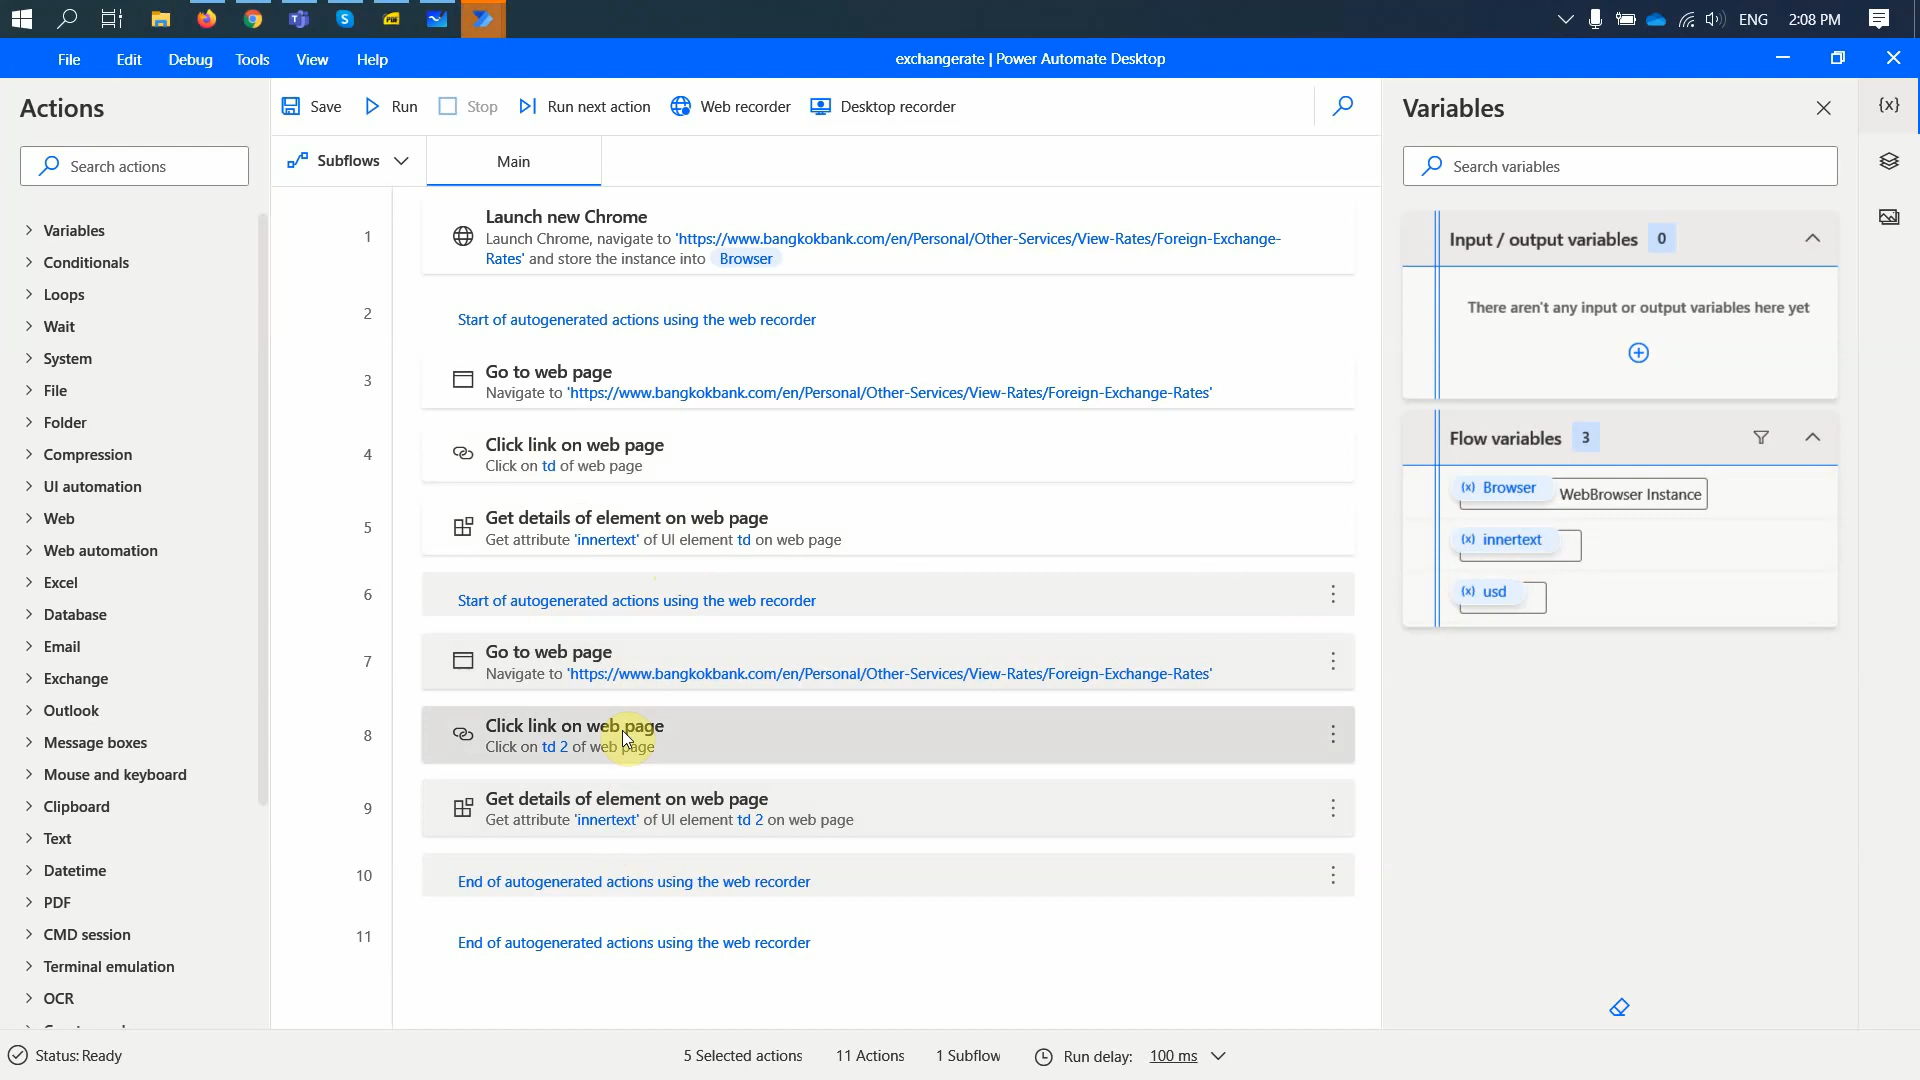 ENG 2:08 PM
File Edit Debug Tools View Help
exchangerate | Power Automate Desktop
Actions
Search actions
Variables
Conditionals
Loops
Wait
System
File
Folder
Compression
UI automation
Web
Web automation
Excel
Database
Email
Exchange
Outlook
Message boxes
Mouse and keyboard
Clipboard
Text
Datetime
PDF
CMD session
Terminal emulation
OCR
Save Run Stop Run next action Web recorder Desktop recorder
Subflows Main
1 Launch new Chrome
Launch Chrome, navigate to 'https://www.bangkokbank.com/en/Personal/Other-Services/View-Rates/Foreign-Exchange-
Rates' and store the instance into Browser
2 Start of autogenerated actions using the web recorder
3 Go to web page
Navigate to 'https://www.bangkokbank.com/en/Personal/Other-Services/View-Rates/Foreign-Exchange-Rates'
4 Click link on web page
Click on td of web page
5 Get details of element on web page
Get attribute 'innertext' of UI element td on web page
6 Start of autogenerated actions using the web recorder
7 Go to web page
Navigate to 'https://www.bangkokbank.com/en/Personal/Other-Services/View-Rates/Foreign-Exchange-Rates'
8 Click link on web page
Click on td 2 of web page
9 Get details of element on web page
Get attribute 'innertext' of UI element td 2 on web page
10 End of autogenerated actions using the web recorder
11 End of autogenerated actions using the web recorder
Variables
{x}
Search variables
Input / output variables 0
There aren't any input or output variables here yet
Flow variables 3
(x) Browser WebBrowser Instance
(x) innertext
(x) usd
Status: Ready 5 Selected actions 11 Actions 1 Subflow Run delay: 100 ms